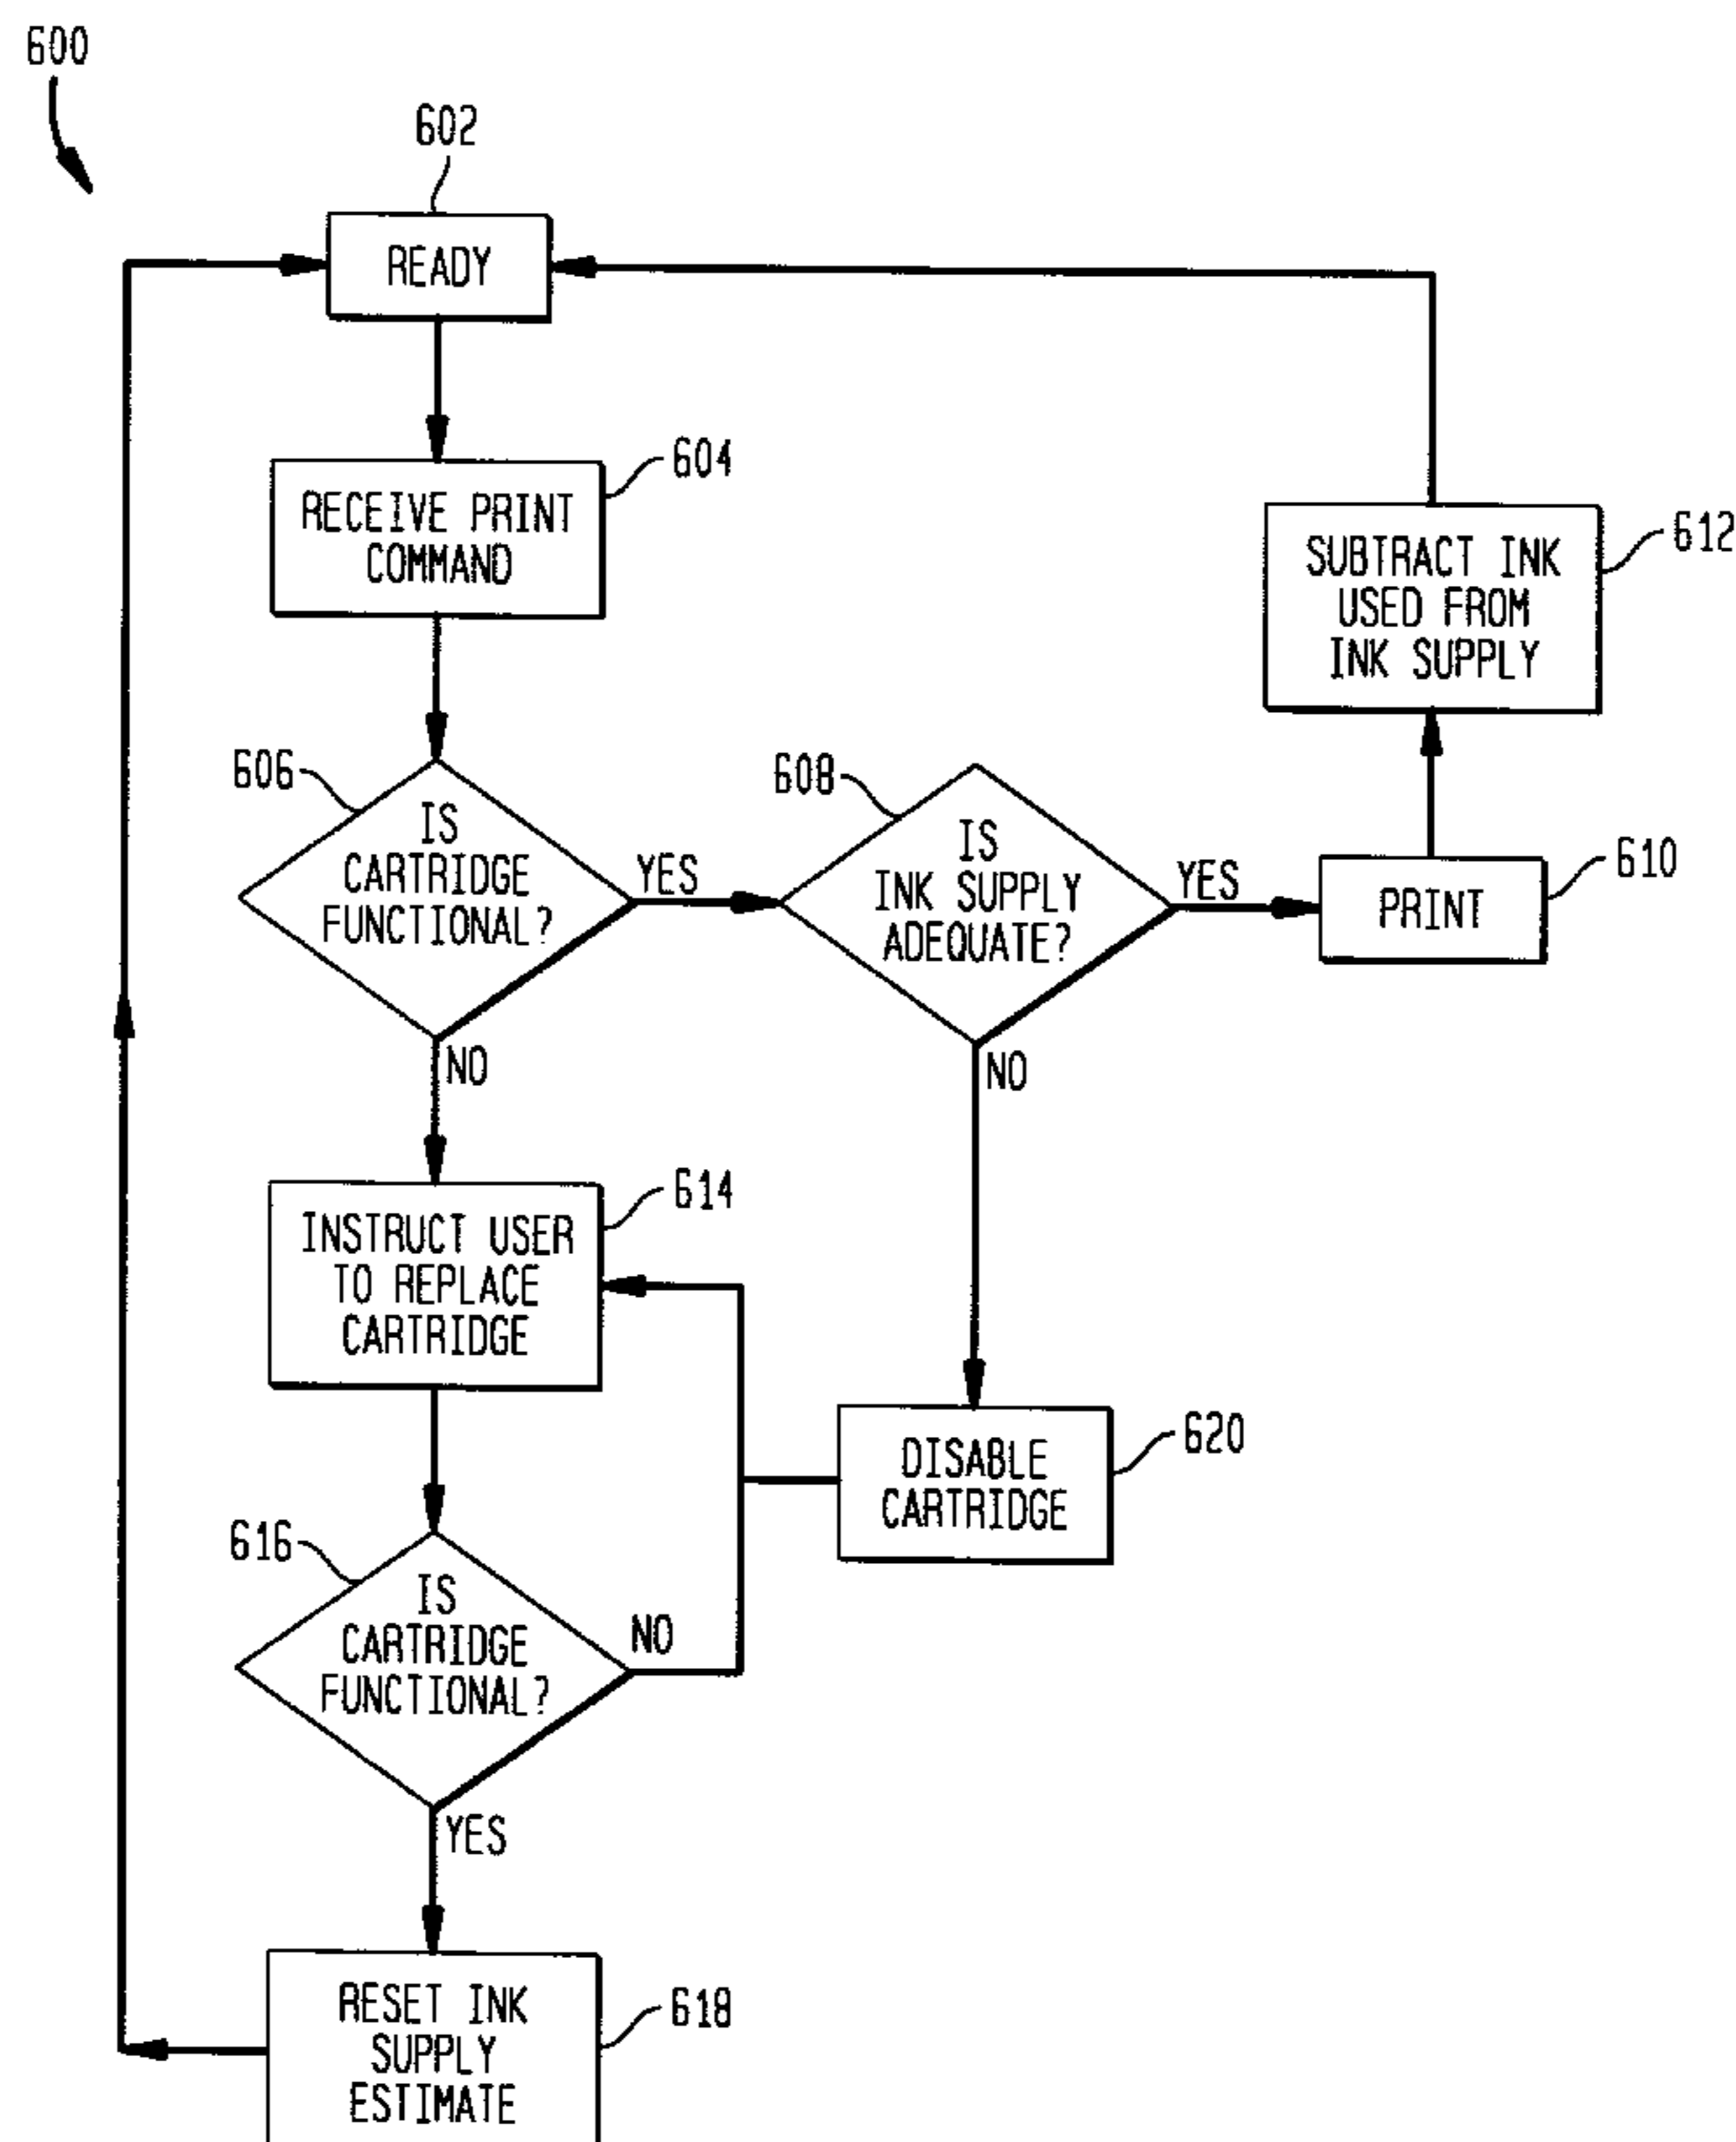 600
602
READY
604
RECEIVE PRINT
COMMAND
612
SUBTRACT INK
USED FROM
INK SUPPLY
606
IS
CARTRIDGE
FUNCTIONAL?
YES
NO
608
IS
INK SUPPLY
ADEQUATE?
YES
NO
610
PRINT
614
INSTRUCT USER
TO REPLACE
CARTRIDGE
620
DISABLE
CARTRIDGE
616
IS
CARTRIDGE
FUNCTIONAL?
NO
YES
618
RESET INK
SUPPLY
ESTIMATE